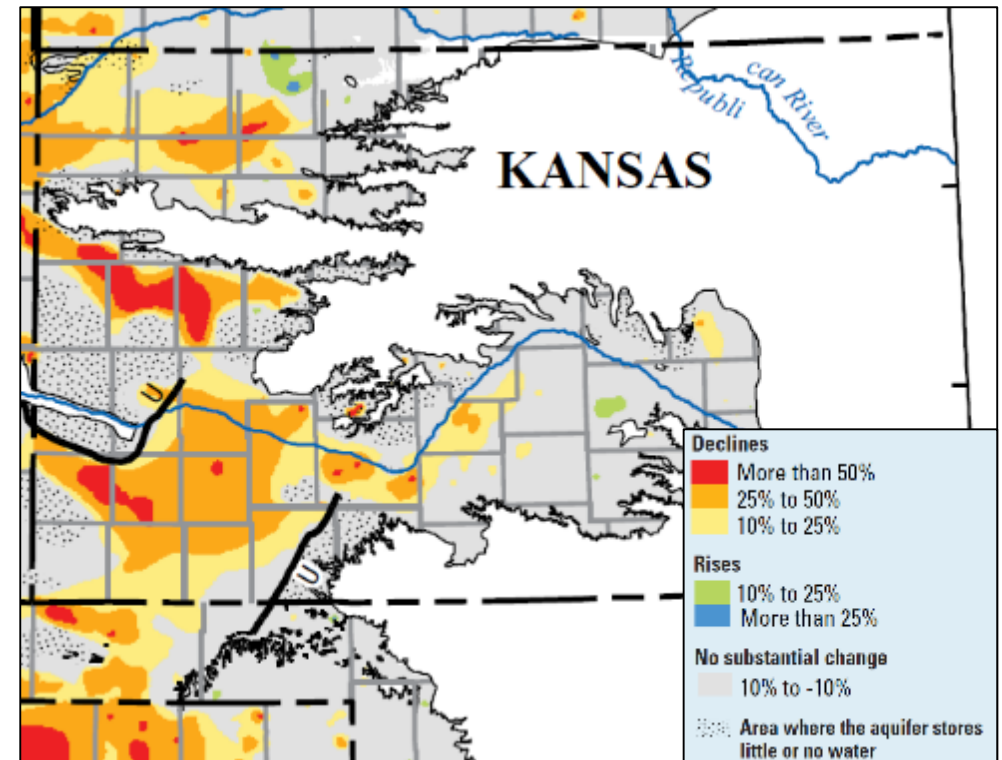 Republi
can River
KANSAS
U
U
Declines
More than 50%
25% to 50%
10% to 25%
Rises
10% to 25%
More than 25%
No substantial change
10% to -10%
Area where the aquifer stores
little or no water